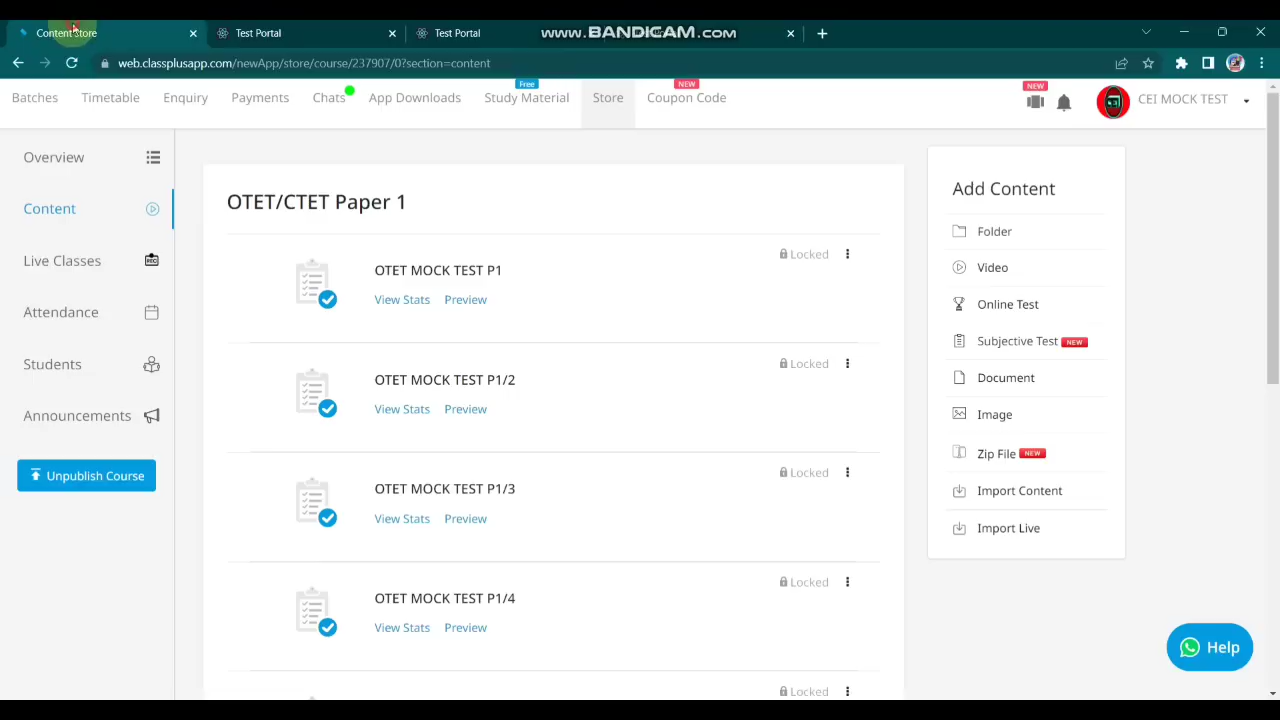 Content store
Test Portal
Test Portal
www.BANDICAM.com
web.classplusapp.com/newApp/store/course/237907/0?section=content
Batches
Timetable
Enquiry
Payments
Chats
App Downloads
Free
Study Material
Store
NEW
Coupon Code
NEW
CEI MOCK TEST
Overview
Content
Live Classes
REC
Attendance
Students
Announcements
Unpublish Course
OTET/CTET Paper 1
OTET MOCK TEST P1
Locked
View Stats Preview
OTET MOCK TEST P1/2
Locked
View Stats Preview
OTET MOCK TEST P1/3
Locked
View Stats Preview
OTET MOCK TEST P1/4
Locked
View Stats Preview
Locked
Add Content
Folder
Video
Online Test
Subjective Test NEW
Document
Image
Zip File NEW
Import Content
Import Live
Help